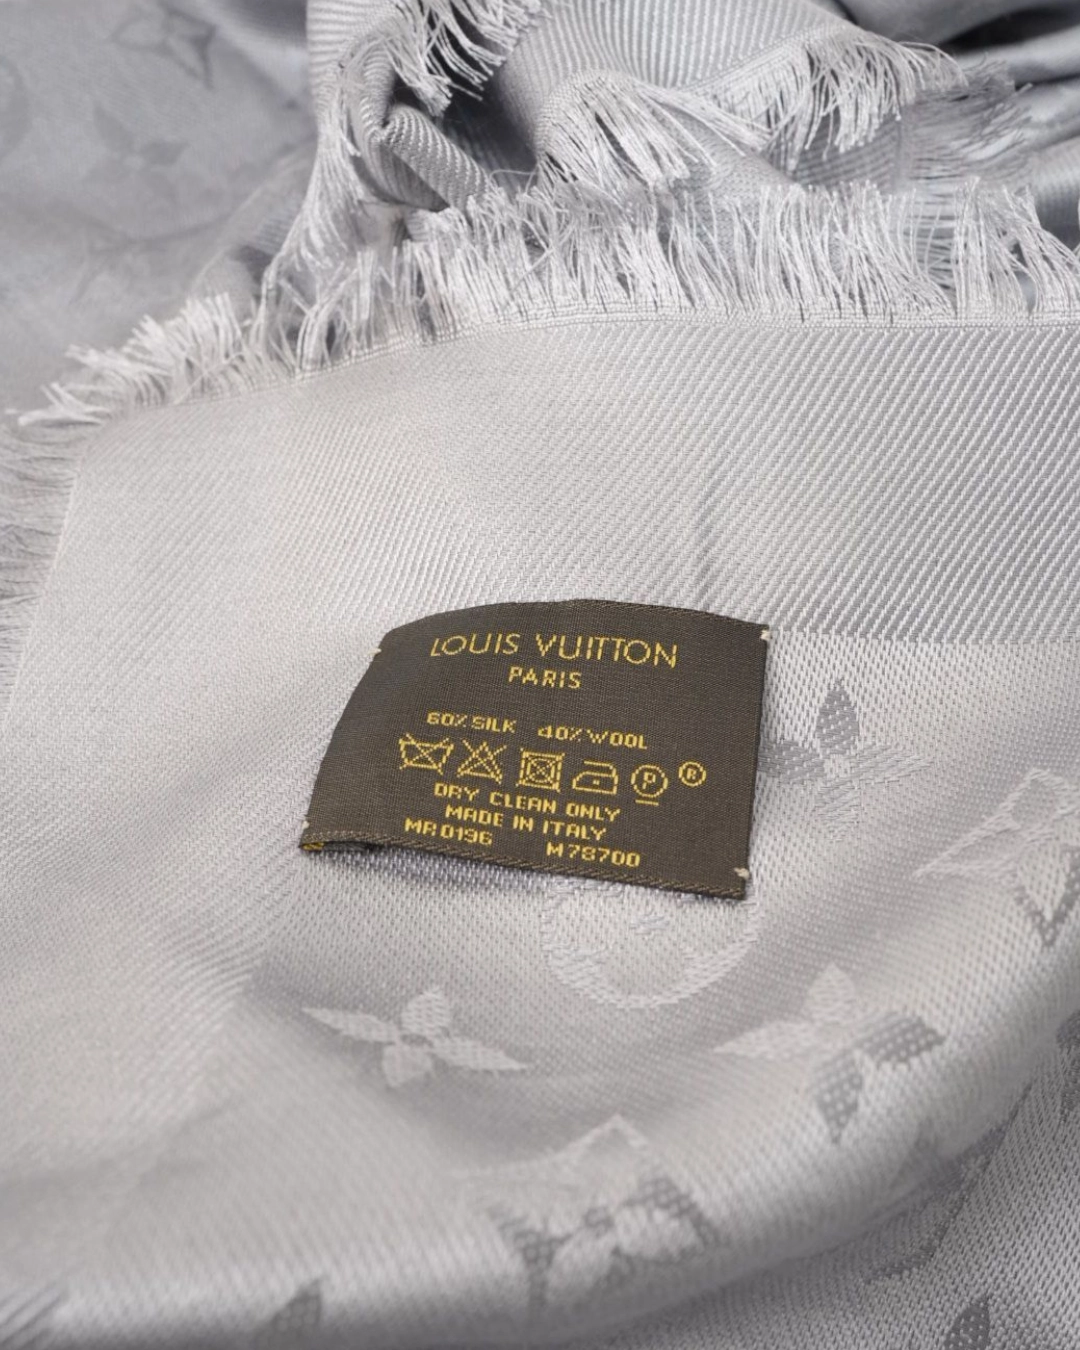 LOUIS VUITTON
PARIS
60% SILK 40% WOOL
P ®
DRY CLEAN ONLY
MADE IN ITALY
MR0196 M78700